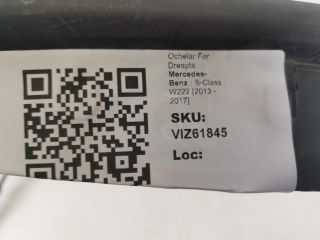 Ochelar Far
Dreapta
Mercedes-
Benz : S-Class
W222 [2013 -
2017]
SKU:
VIZ61845
Loc: